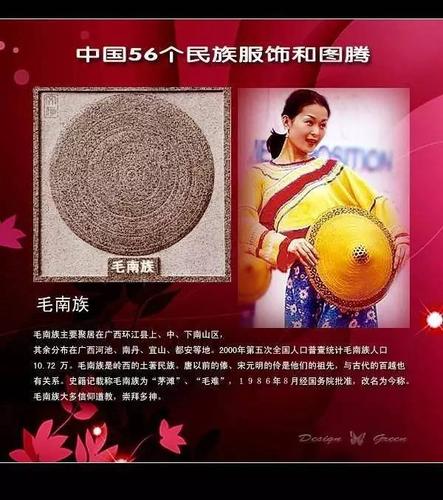 中国56个民族服饰和图腾
毛南族
毛南族
毛南族主要聚居在广西环江县上、中、下南山区，
其余分布在广西河池、南丹、宜山、都安等地。2000年第五次全国人口普查统计毛南族人口
10.72 万。毛南族是岭西的土著民族。唐以前的僚、宋元明的伶是他们的祖先，与古代的百越也
有关系。史籍记载称毛南族为“茅滩”、“毛难”，1986年8月经国务院批准，改名为今称。
毛南族大多信仰道教，崇拜多神。
Design Green